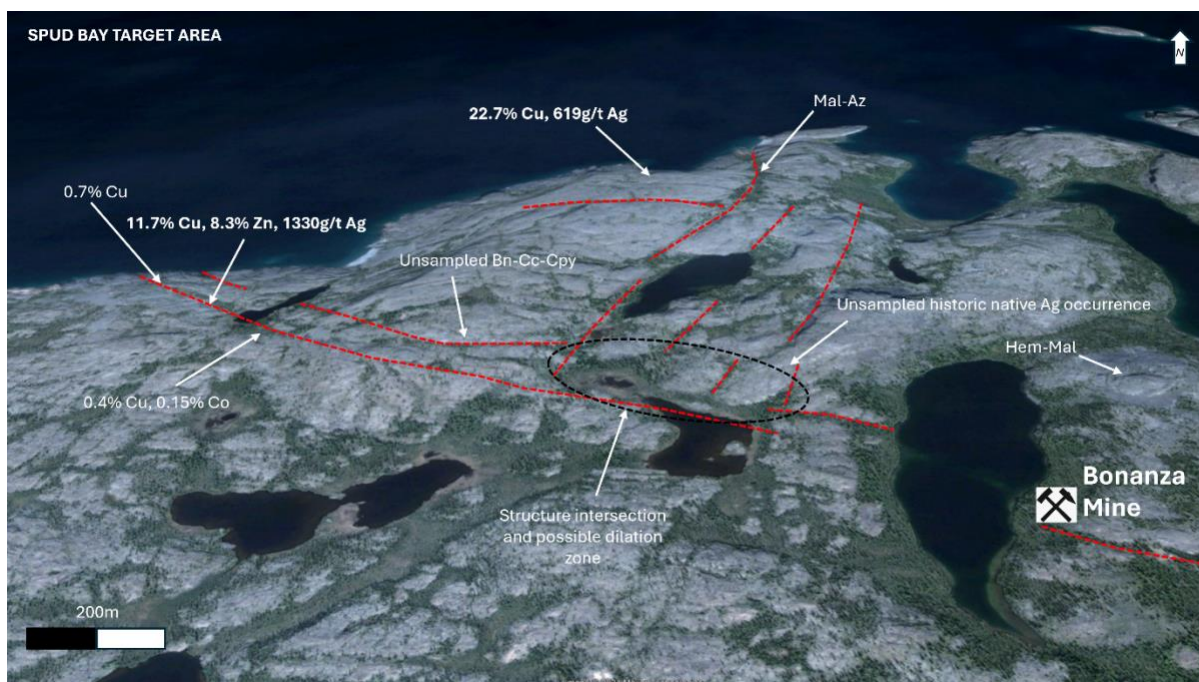 SPUD BAY TARGET AREA
N
22.7% Cu, 619g/t Ag
Mal-Az
0.7% Cu
11.7% Cu, 8.3% Zn, 1330g/t Ag
Unsampled Bn-Cc-Cpy
Unsampled historic native Ag occurrence
Hem-Mal
0.4% Cu, 0.15% Co
Bonanza
Mine
Structure intersection
and possible dilation
zone
200m